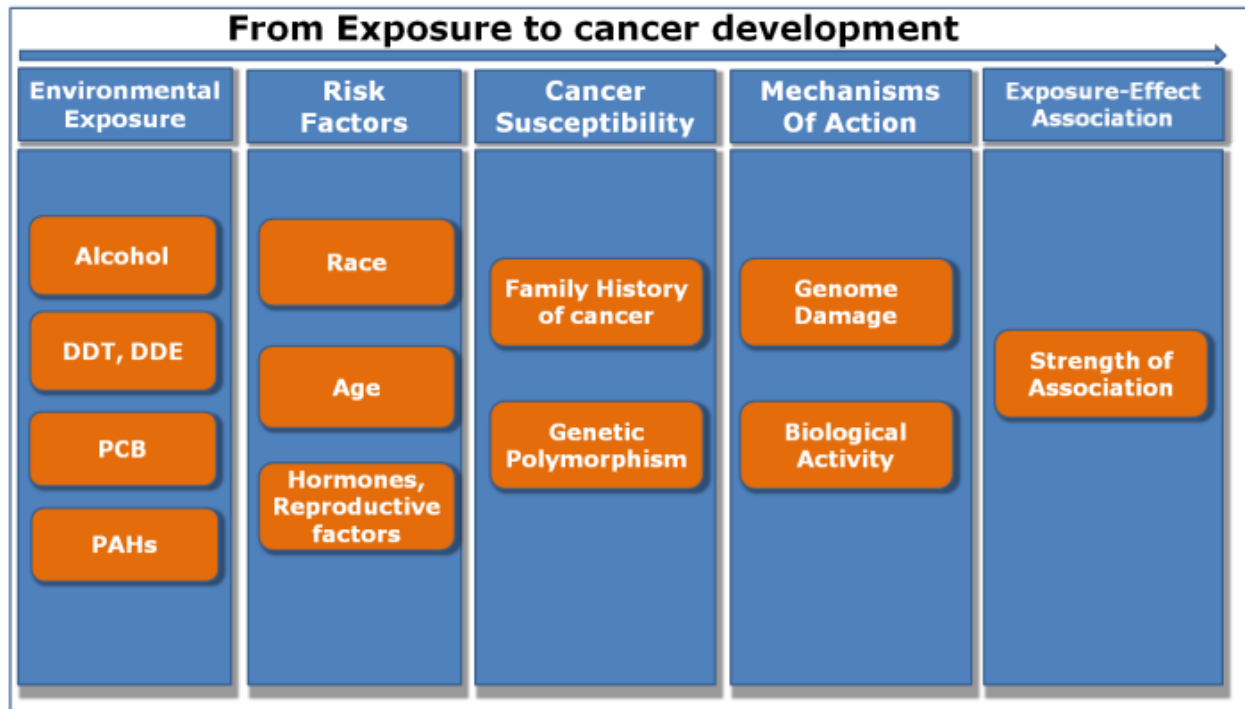 From Exposure to cancer development
Environmental
Exposure
Risk
Factors
Cancer
Susceptibility
Mechanisms
Of Action
Exposure-Effect
Association
Alcohol
DDT, DDE
PCB
PAHs
Race
Age
Hormones,
Reproductive
factors
Family History
of cancer
Genetic
Polymorphism
Genome
Damage
Biological
Activity
Strength of
Association